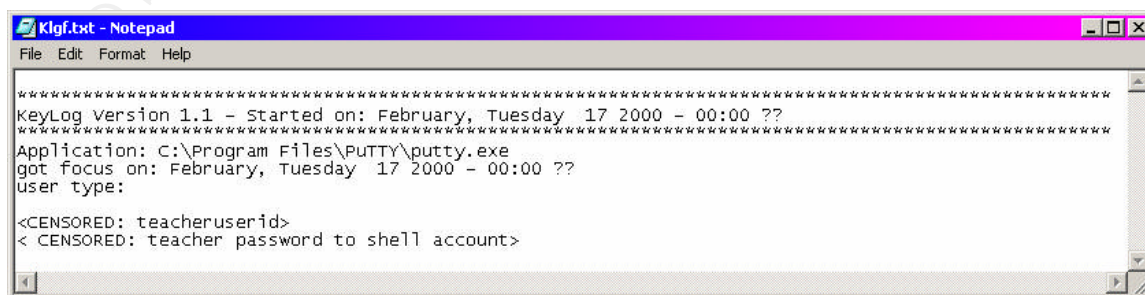 Klgf.txt - Notepad
File Edit Format Help
*****************************************************************************************************
KeyLog Version 1.1 - Started on: February, Tuesday  17 2000 - 00:00 ??
*****************************************************************************************************
Application: C:\Program Files\PuTTY\putty.exe
got focus on: February, Tuesday  17 2000 - 00:00 ??
user type:
<CENSORED: teacheruserid>
< CENSORED: teacher password to shell account>